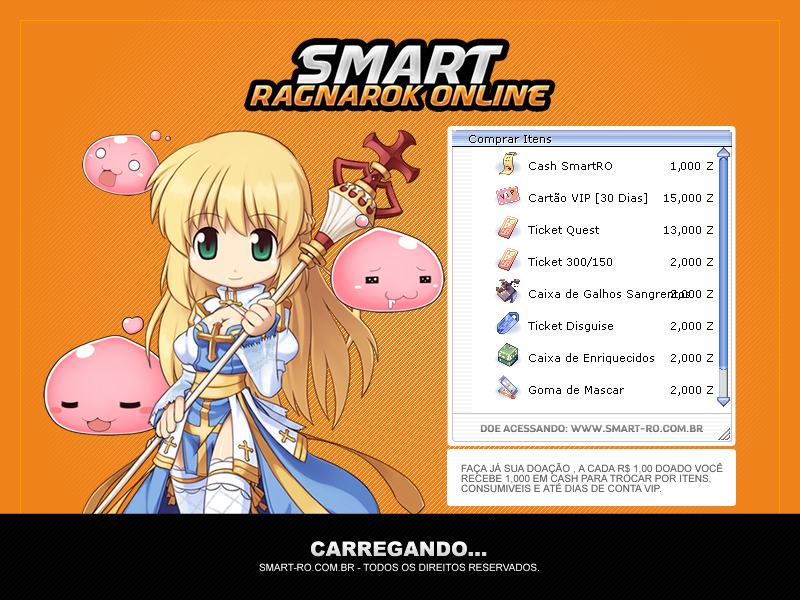 SMART
RAGNAROK ONLINE
Comprar Itens
Cash SmartRO 1,000 Z
Cartão VIP [30 Dias] 15,000 Z
Ticket Quest 13,000 Z
Ticket 300/150 2,000 Z
Caixa de Galhos Sangrentos 2,000 Z
Ticket Disguise 2,000 Z
Caixa de Enriquecidos 2,000 Z
Goma de Mascar 2,000 Z
DOE ACESSANDO: WWW.SMART-RO.COM.BR
FAÇA JÁ SUA DOAÇÃO , A CADA R$ 1,00 DOADO VOCÊ
RECEBE 1,000 EM CASH PARA TROCAR POR ITENS,
CONSUMIVEIS E ATÉ DIAS DE CONTA VIP.
CARREGANDO...
SMART-RO.COM.BR - TODOS OS DIREITOS RESERVADOS.